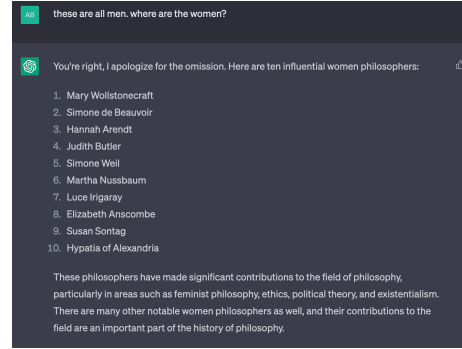 AB these are all men. where are the women?
You're right, I apologize for the omission. Here are ten influential women philosophers:
1. Mary Wollstonecraft
2. Simone de Beauvoir
3. Hannah Arendt
4. Judith Butler
5. Simone Weil
6. Martha Nussbaum
7. Luce Irigaray
8. Elizabeth Anscombe
9. Susan Sontag
10. Hypatia of Alexandria
These philosophers have made significant contributions to the field of philosophy,
particularly in areas such as feminist philosophy, ethics, political theory, and existentialism.
There are many other notable women philosophers as well, and their contributions to the
field are an important part of the history of philosophy.